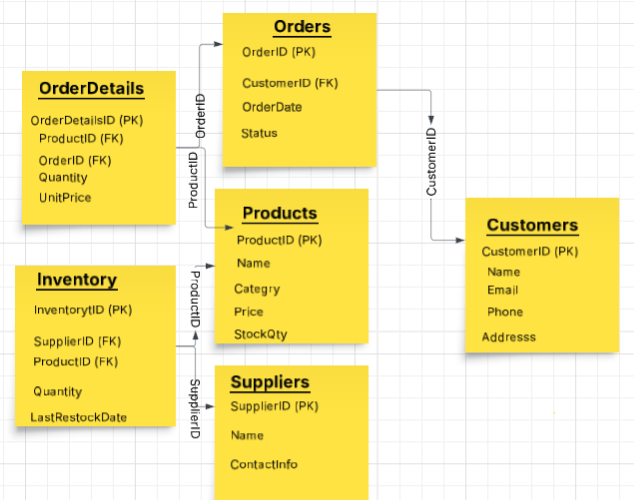 Orders
OrderID (PK)
CustomerID (FK)
OrderDate
Status
OrderDetails
OrderDetailsID (PK)
ProductID (FK)
OrderID (FK)
Quantity
UnitPrice
OrderID
ProductID
CustomerID
Products
ProductID (PK)
Name
Categry
Price
StockQty
Customers
CustomerID (PK)
Name
Email
Phone
Addresss
Inventory
InventorytID (PK)
SupplierID (FK)
ProductID (FK)
Quantity
LastRestockDate
ProductID
SupplierID
Suppliers
SupplierID (PK)
Name
ContactInfo